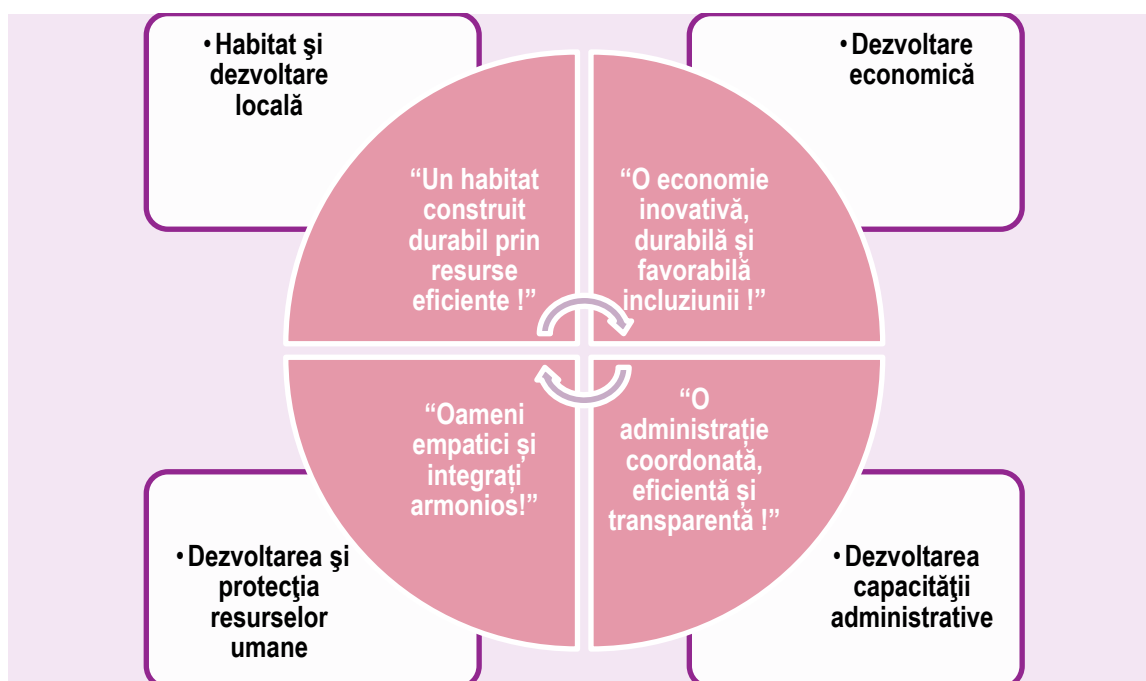 • Habitat şi
dezvoltare
locală
• Dezvoltare
economică
“Un habitat
construit
durabil prin
resurse
eficiente !”
“O economie
inovativă,
durabilă și
favorabilă
incluziunii !”
“Oameni
empatici și
integrați
armonios!”
“O
administrație
coordonată,
eficientă și
transparentă !”
• Dezvoltarea şi
protecţia
resurselor
umane
• Dezvoltarea
capacităţii
administrative